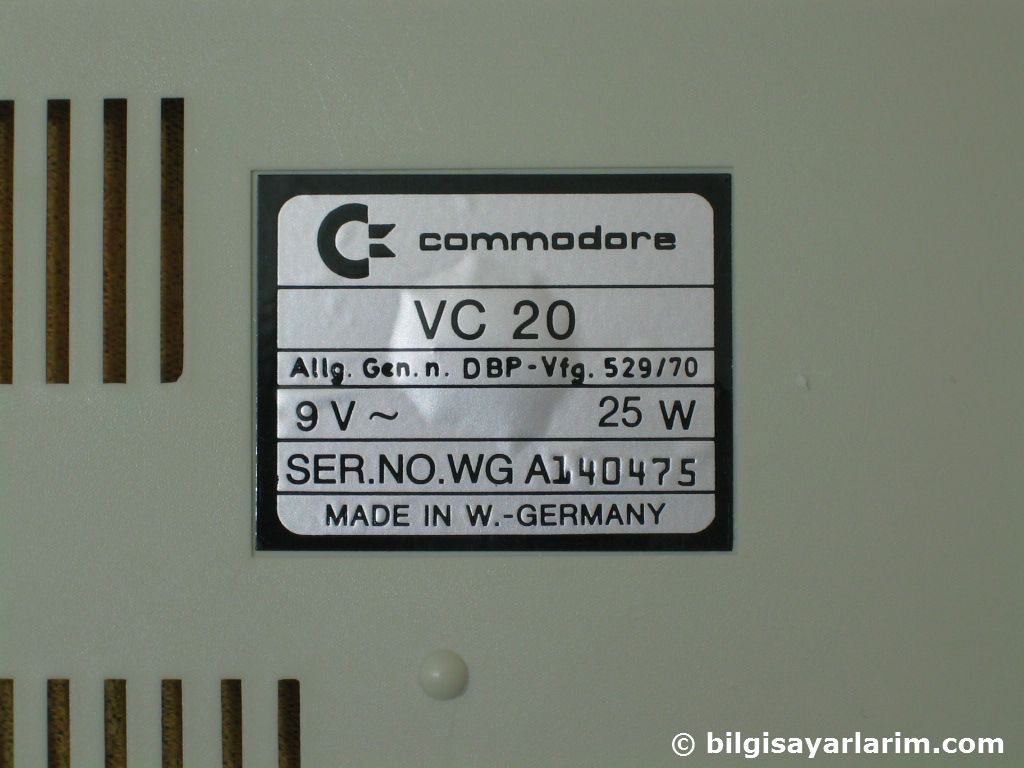 commodore
VC 20
Allg. Gen. n. DBP-Vfg. 529/70
9 V ~ 25 W
SER.NO.WG A140475
MADE IN W.-GERMANY
© bilgisayarlarim.com